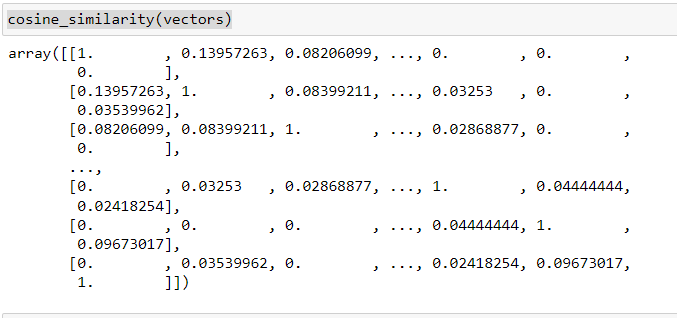 cosine_similarity(vectors)
array([[1.        , 0.13957263, 0.08206099, ..., 0.        , 0.        ,
        0.        ],
       [0.13957263, 1.        , 0.08399211, ..., 0.03253   , 0.        ,
        0.03539962],
       [0.08206099, 0.08399211, 1.        , ..., 0.02868877, 0.        ,
        0.        ],
       ...,
       [0.        , 0.03253   , 0.02868877, ..., 1.        , 0.04444444,
        0.02418254],
       [0.        , 0.        , 0.        , ..., 0.04444444, 1.        ,
        0.09673017],
       [0.        , 0.03539962, 0.        , ..., 0.02418254, 0.09673017,
        1.        ]])